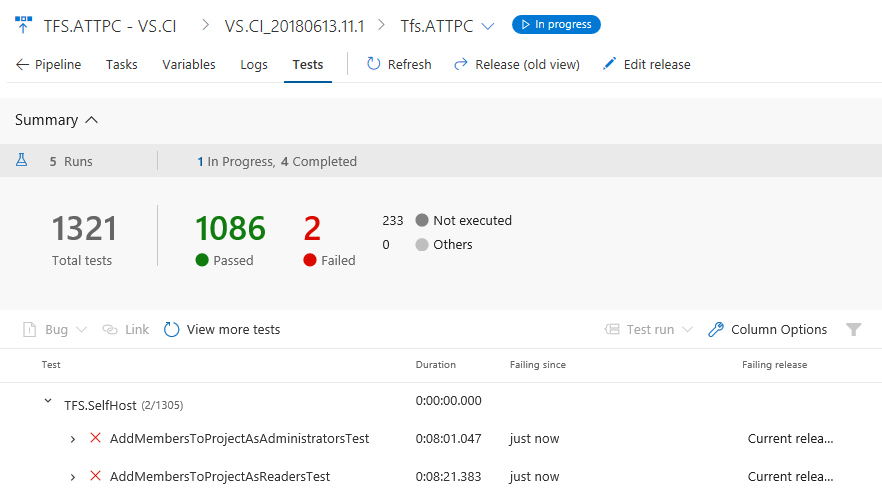 TFS.ATTPC - VS.CI > VS.CI_20180613.11.1 > Tfs.ATTPC In progress
Pipeline Tasks Variables Logs Tests Refresh Release (old view) Edit release
Summary
5 Runs 1 In Progress, 4 Completed
1321 1086 2 233 Not executed
0 Others
Total tests Passed Failed
Bug Link View more tests Test run Column Options
Test Duration Failing since Failing release
TFS.SelfHost (2/1305) 0:00:00.000
AddMembersToProjectAsAdministratorsTest 0:08:01.047 just now Current relea...
AddMembersToProjectAsReadersTest 0:08:21.383 just now Current relea...